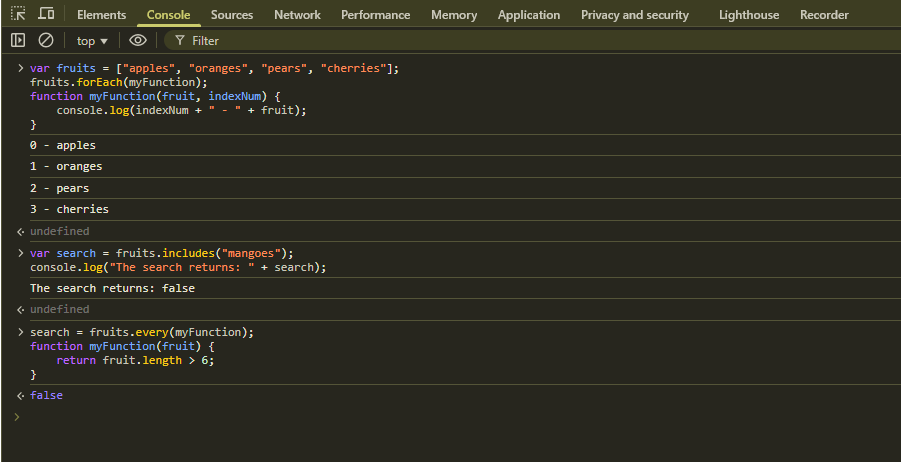 Elements Console Sources Network Performance Memory Application Privacy and security Lighthouse Recorder
top Filter
var fruits = ["apples", "oranges", "pears", "cherries"];
fruits.forEach(myFunction);
function myFunction(fruit, indexNum) {
    console.log(indexNum + " - " + fruit);
}
0 - apples
1 - oranges
2 - pears
3 - cherries
undefined
var search = fruits.includes("mangoes");
console.log("The search returns: " + search);
The search returns: false
undefined
search = fruits.every(myFunction);
function myFunction(fruit) {
    return fruit.length > 6;
}
false